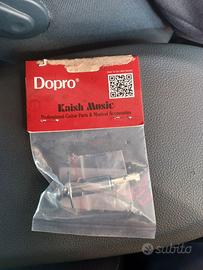 Dopro®
Kaish Music
Professional Guitar Parts & Musical Accessories
subito